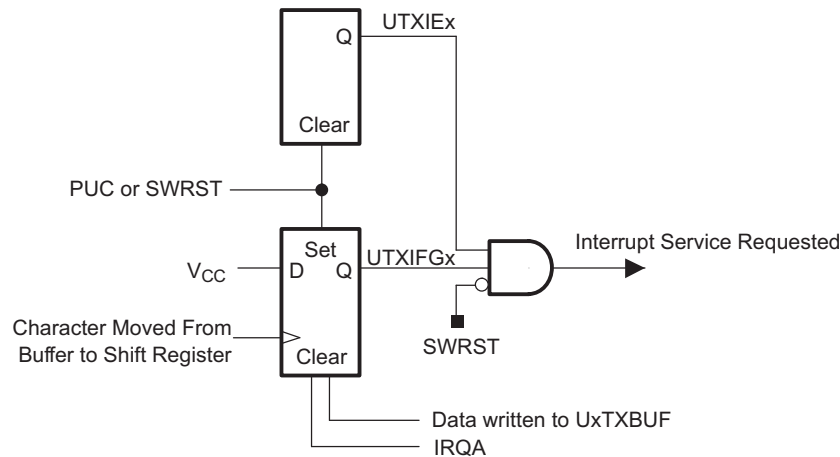 UTXIEx
Q
Clear
PUC or SWRST
Set
UTXIFGx
Interrupt Service Requested
VCC
D
Q
Character Moved From
Buffer to Shift Register
SWRST
Clear
Data written to UxTXBUF
IRQA